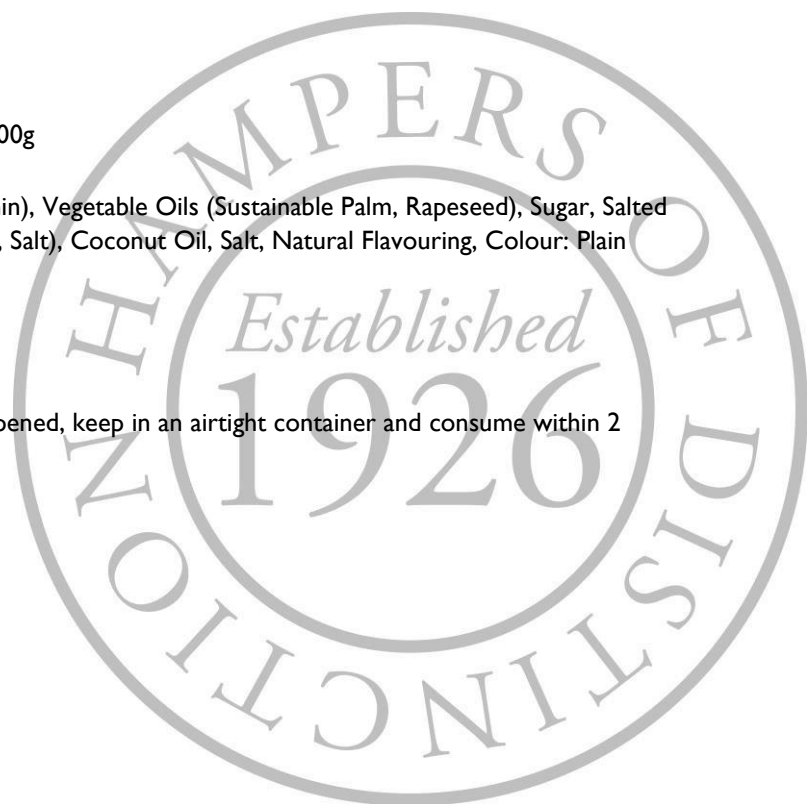 00g
in), Vegetable Oils (Sustainable Palm, Rapeseed), Sugar, Salted
, Salt), Coconut Oil, Salt, Natural Flavouring, Colour: Plain
pened, keep in an airtight container and consume within 2
HAMPERS OF DISTINCTION
Established
1926